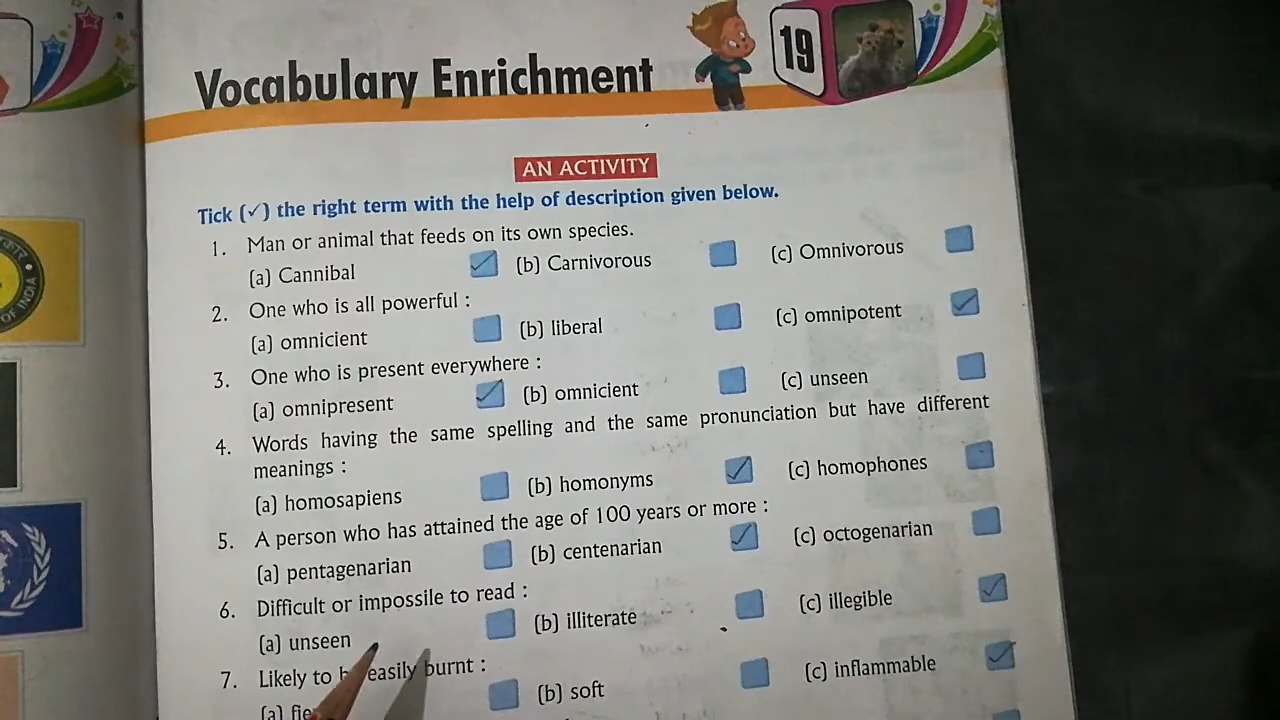 Vocabulary Enrichment
19
AN ACTIVITY
Tick (✓) the right term with the help of description given below.
1. Man or animal that feeds on its own species.
(a) Cannibal (b) Carnivorous (c) Omnivorous
2. One who is all powerful :
(a) omnicient (b) liberal (c) omnipotent
3. One who is present everywhere :
(a) omnipresent (b) omnicient (c) unseen
4. Words having the same spelling and the same pronunciation but have different
meanings :
(a) homosapiens (b) homonyms (c) homophones
5. A person who has attained the age of 100 years or more :
(a) pentagenarian (b) centenarian (c) octogenarian
6. Difficult or impossile to read :
(a) unseen (b) illiterate (c) illegible
7. Likely to easily burnt :
(a) (b) soft (c) inflammable
OF INDIA